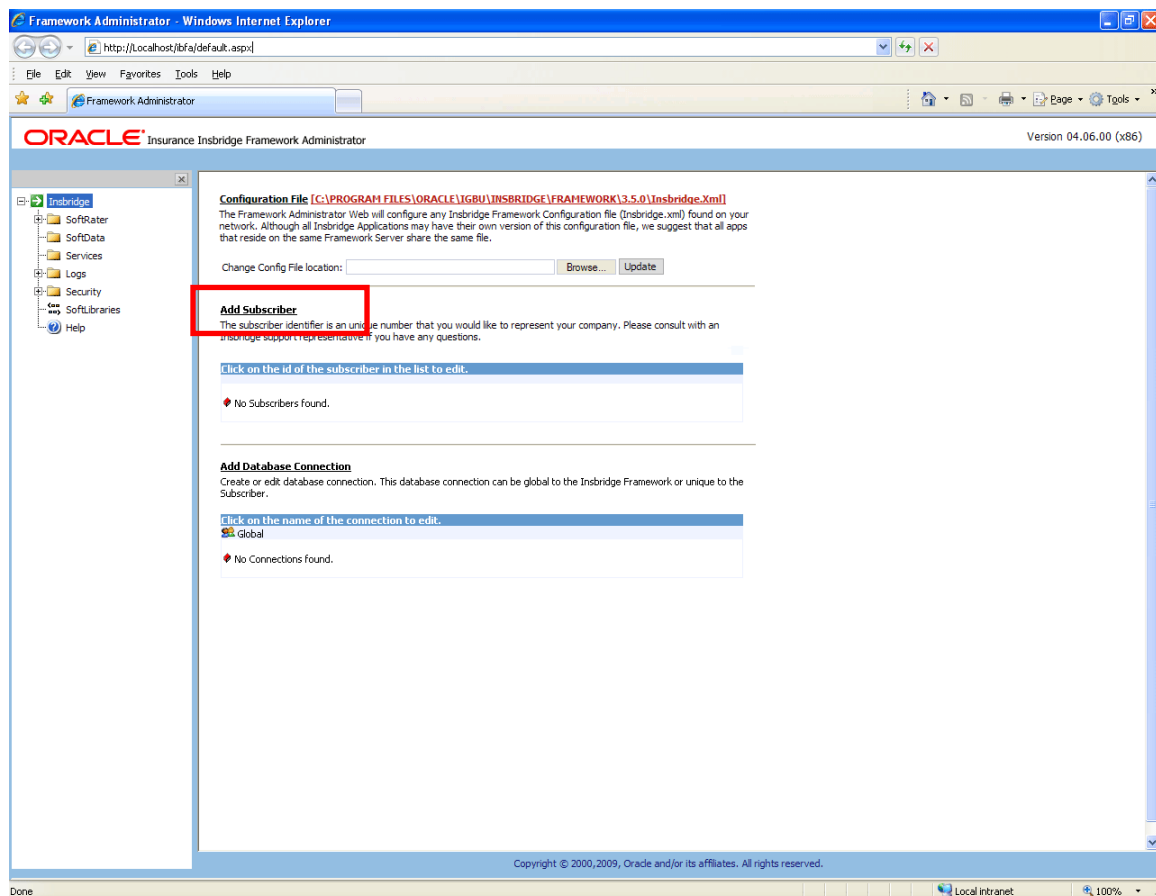 Framework Administrator - Windows Internet Explorer
http://Localhost/ibfa/default.aspx
File Edit View Favorites Tools Help
Framework Administrator
Page Tools »
ORACLE Insurance Insbridge Framework Administrator
Version 04.06.00 (x86)
Insbridge
SoftRater
SoftData
Services
Logs
Security
SoftLibraries
Help
Configuration File [C:\PROGRAM FILES\ORACLE\IGBU\INSBRIDGE\FRAMEWORK\3.5.0\Insbridge.Xml]
The Framework Administrator Web will configure any Insbridge Framework Configuration file (Insbridge.xml) found on your
network. Although all Insbridge Applications may have their own version of this configuration file, we suggest that all apps
that reside on the same Framework Server share the same file.
Change Config File location: Browse... Update
Add Subscriber
The subscriber identifier is an unique number that you would like to represent your company. Please consult with an
Insbridge support representative if you have any questions.
Click on the id of the subscriber in the list to edit.
No Subscribers found.
Add Database Connection
Create or edit database connection. This database connection can be global to the Insbridge Framework or unique to the
Subscriber.
Click on the name of the connection to edit.
Global
No Connections found.
Copyright © 2000,2009, Oracle and/or its affiliates. All rights reserved.
Done
Local intranet
100%